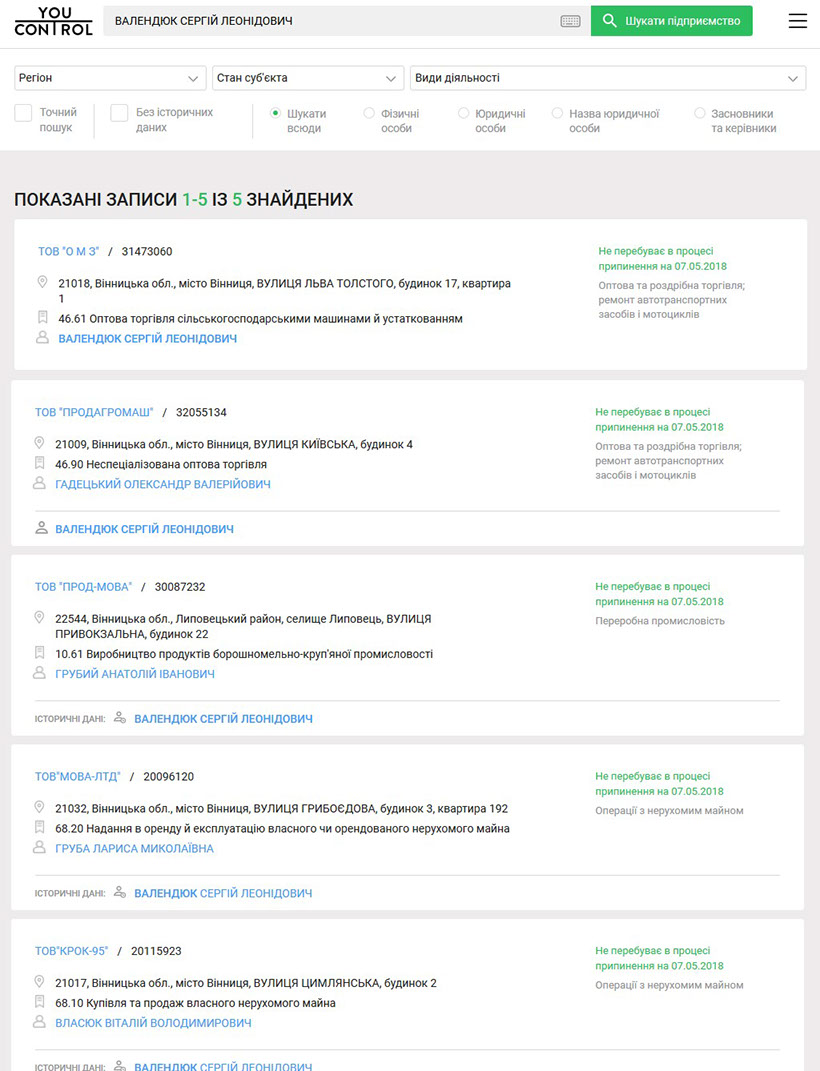 YOU
CONTROL
ВАЛЕНДЮК СЕРГІЙ ЛЕОНІДОВИЧ
Шукати підприємство
Регіон
Стан суб'єкта
Види діяльності
Точний
пошук
Без історичних
даних
Шукати
всюди
Фізичні
особи
Юридичні
особи
Назва юридичної
особи
Засновники
та керівники
ПОКАЗАНІ ЗАПИСИ 1-5 ІЗ 5 ЗНАЙДЕНИХ
ТОВ "О М З" / 31473060
21018, Вінницька обл., місто Вінниця, ВУЛИЦЯ ЛЬВА ТОЛСТОГО, будинок 17, квартира
1
46.61 Оптова торгівля сільськогосподарськими машинами й устаткованням
ВАЛЕНДЮК СЕРГІЙ ЛЕОНІДОВИЧ
Не перебуває в процесі
припинення на 07.05.2018
Оптова та роздрібна торгівля;
ремонт автотранспортних
засобів і мотоциклів
ТОВ "ПРОДАГРОМАШ" / 32055134
21009, Вінницька обл., місто Вінниця, ВУЛИЦЯ КИЇВСЬКА, будинок 4
46.90 Неспеціалізована оптова торгівля
ГАДЕЦЬКИЙ ОЛЕКСАНДР ВАЛЕРІЙОВИЧ
ВАЛЕНДЮК СЕРГІЙ ЛЕОНІДОВИЧ
Не перебуває в процесі
припинення на 07.05.2018
Оптова та роздрібна торгівля;
ремонт автотранспортних
засобів і мотоциклів
ТОВ "ПРОД-МОВА" / 30087232
22544, Вінницька обл., Липовецький район, селище Липовець, ВУЛИЦЯ
ПРИВОКЗАЛЬНА, будинок 22
10.61 Виробництво продуктів борошномельно-круп'яної промисловості
ГРУБИЙ АНАТОЛІЙ ІВАНОВИЧ
ІСТОРИЧНІ ДАНІ: ВАЛЕНДЮК СЕРГІЙ ЛЕОНІДОВИЧ
Не перебуває в процесі
припинення на 07.05.2018
Переробна промисловість
ТОВ"МОВА-ЛТД" / 20096120
21032, Вінницька обл., місто Вінниця, ВУЛИЦЯ ГРИБОЄДОВА, будинок 3, квартира 192
68.20 Надання в оренду й експлуатацію власного чи орендованого нерухомого майна
ГРУБА ЛАРИСА МИКОЛАЇВНА
ІСТОРИЧНІ ДАНІ: ВАЛЕНДЮК СЕРГІЙ ЛЕОНІДОВИЧ
Не перебуває в процесі
припинення на 07.05.2018
Операції з нерухомим майном
ТОВ"КРОК-95" / 20115923
21017, Вінницька обл., місто Вінниця, ВУЛИЦЯ ЦИМЛЯНСЬКА, будинок 2
68.10 Купівля та продаж власного нерухомого майна
ВЛАСЮК ВІТАЛІЙ ВОЛОДИМИРОВИЧ
ІСТОРИЧНІ ДАНІ: ВАЛЕНДЮК СЕРГІЙ ЛЕОНІДОВИЧ
Не перебуває в процесі
припинення на 07.05.2018
Операції з нерухомим майном